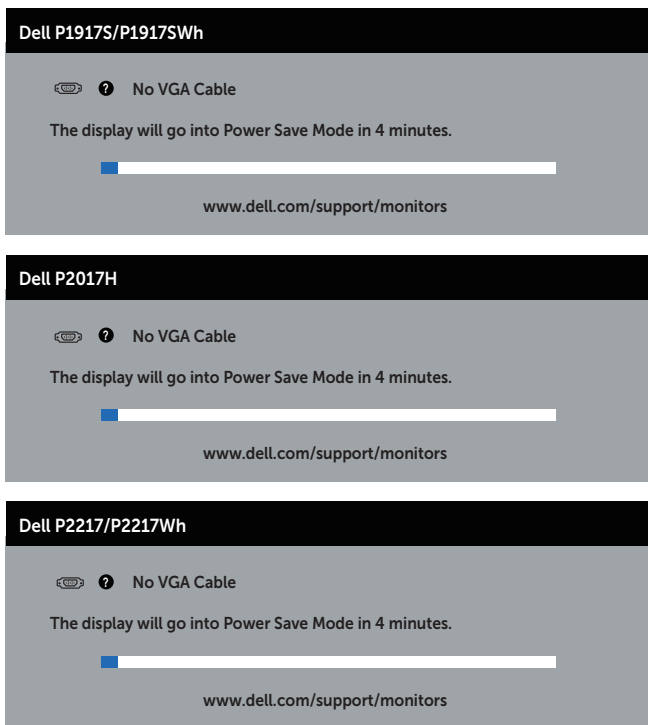 Dell P1917S/P1917SWh
? No VGA Cable
The display will go into Power Save Mode in 4 minutes.
www.dell.com/support/monitors
Dell P2017H
? No VGA Cable
The display will go into Power Save Mode in 4 minutes.
www.dell.com/support/monitors
Dell P2217/P2217Wh
? No VGA Cable
The display will go into Power Save Mode in 4 minutes.
www.dell.com/support/monitors